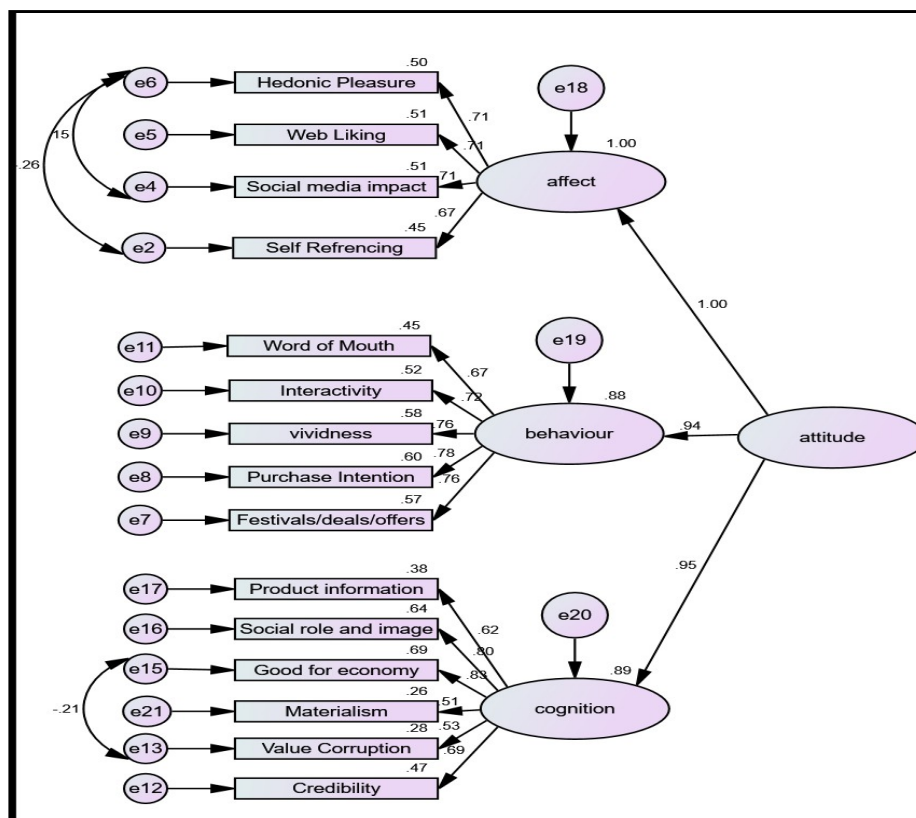 .50
e6 Hedonic Pleasure
e18
.71
.51
e5 Web Liking
.15
.71
1.00
-.26
.51
e4 Social media impact
.71
affect
.67
.45
e2 Self Refrencing
1.00
.45
e11 Word of Mouth
e19
.67
.52
e10 Interactivity
.72
.88
.58
e9 vividness
.76
behaviour
.94
attitude
.60
.78
e8 Purchase Intention
.76
.57
e7 Festivals/deals/offers
.95
.38
e17 Product information
e20
.64
.62
e16 Social role and image
.80
.69
e15 Good for economy
.83
.89
.26
-.21
e21 Materialism
.51
cognition
.28
.53
e13 Value Corruption
.69
.47
e12 Credibility